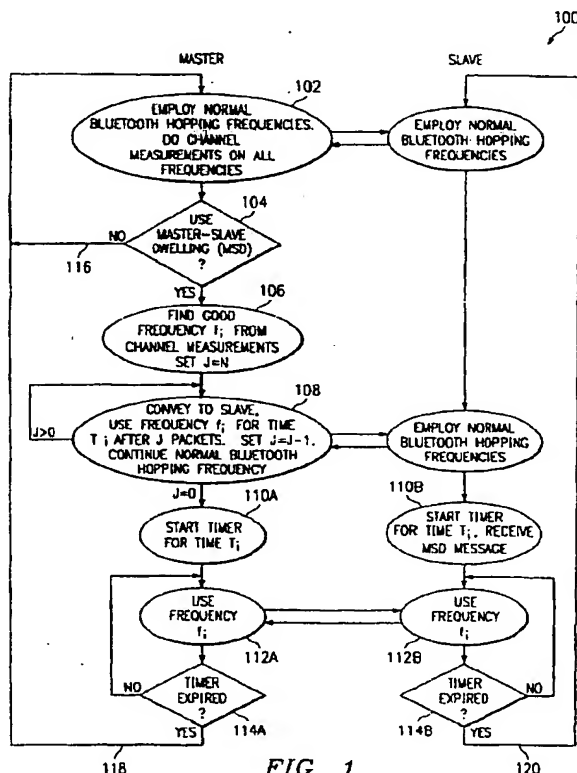 100
MASTER
SLAVE
102
EMPLOY NORMAL
BLUETOOTH HOPPING FREQUENCIES.
DO CHANNEL
MEASUREMENTS ON ALL
FREQUENCIES
EMPLOY NORMAL
BLUETOOTH HOPPING
FREQUENCIES
104
USE
MASTER-SLAVE
DWELLING (MSD)
?
NO
116
YES
106
FIND GOOD
FREQUENCY fi FROM
CHANNEL MEASUREMENTS
SET J=N
108
CONVEY TO SLAVE,
USE FREQUENCY fi FOR TIME
Ti AFTER J PACKETS. SET J=J-1.
CONTINUE NORMAL BLUETOOTH
HOPPING FREQUENCY
J>0
EMPLOY NORMAL
BLUETOOTH HOPPING
FREQUENCIES
J=0
110A
START TIMER
FOR TIME Ti
110B
START TIMER
FOR TIME Ti, RECEIVE
MSD MESSAGE
USE
FREQUENCY
fi
112A
USE
FREQUENCY
fi
112B
NO
TIMER
EXPIRED
?
114A
YES
TIMER
EXPIRED
?
NO
114B
YES
118
120
FIG. 1